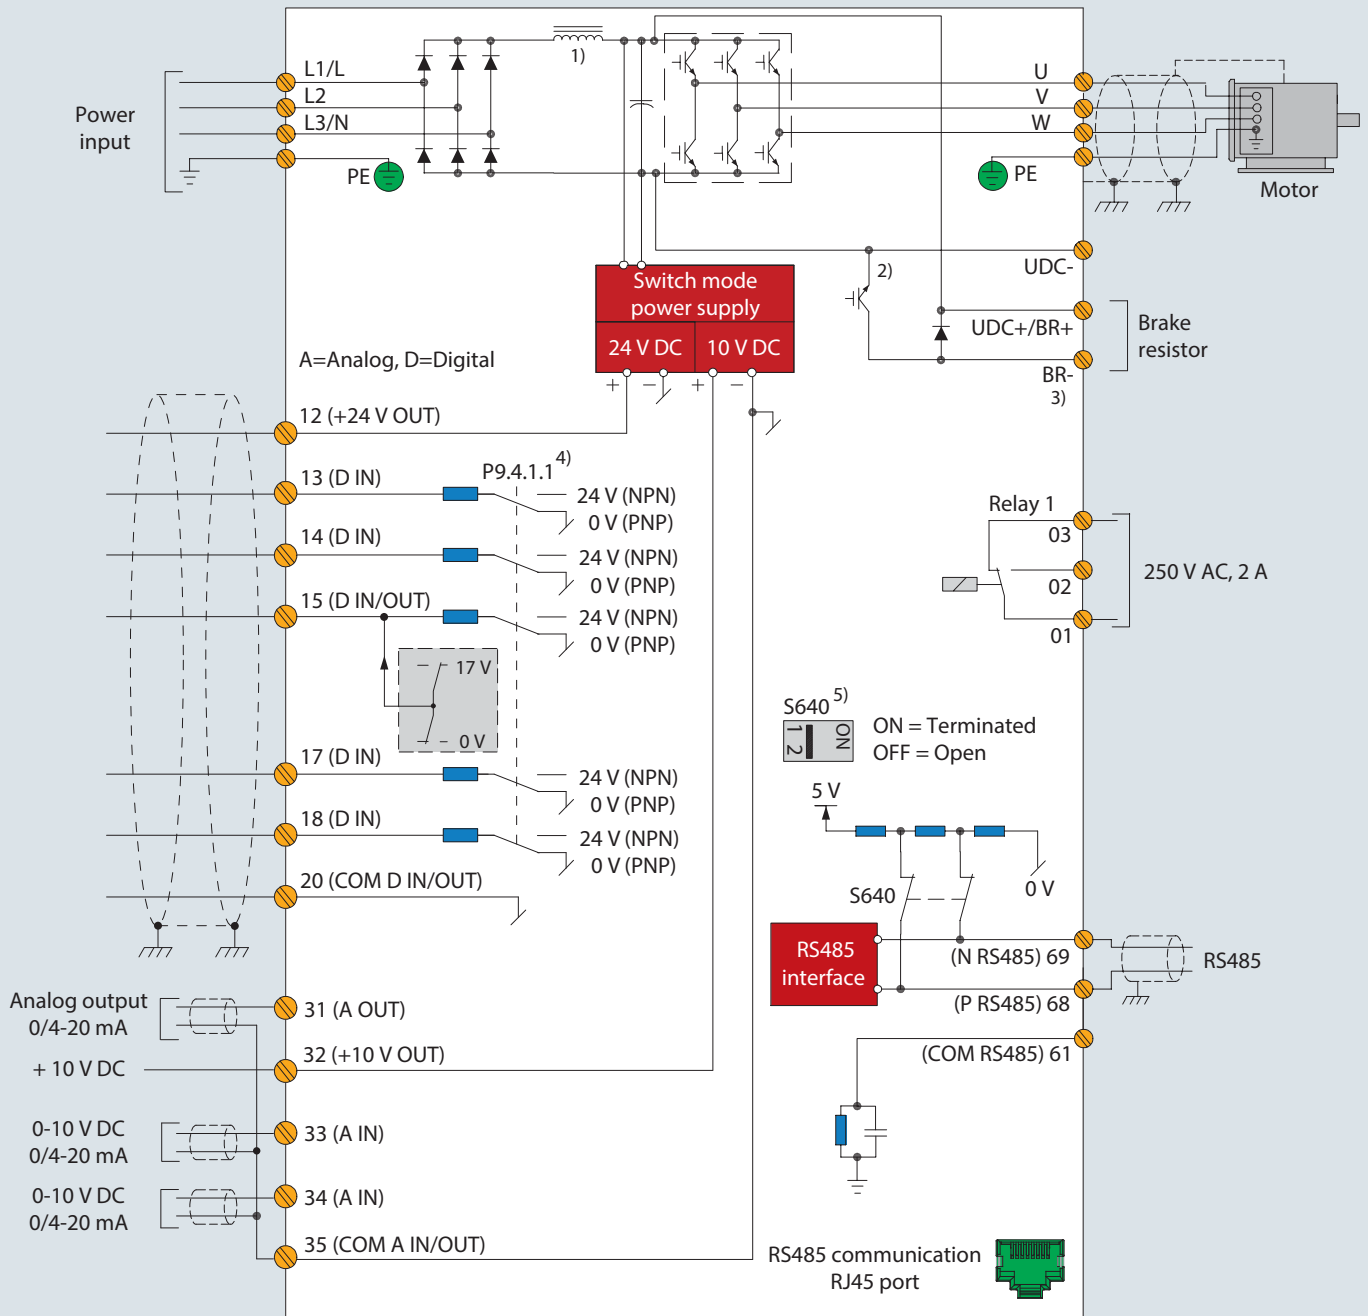 1)
L1/L
L2
L3/N
Power
input
PE
U
V
W
PE
Motor
UDC-
2)
Switch mode
power supply
24 V DC
10 V DC
+
−
+
−
UDC+/BR+
Brake
resistor
BR-
3)
A=Analog, D=Digital
12 (+24 V OUT)
P9.4.1.1 4)
13 (D IN)
24 V (NPN)
0 V (PNP)
14 (D IN)
24 V (NPN)
0 V (PNP)
15 (D IN/OUT)
24 V (NPN)
0 V (PNP)
17 V
0 V
17 (D IN)
24 V (NPN)
0 V (PNP)
18 (D IN)
24 V (NPN)
0 V (PNP)
20 (COM D IN/OUT)
Relay 1
03
02
01
250 V AC, 2 A
S640 5)
1 2
ON
ON = Terminated
OFF = Open
5 V
0 V
S640
RS485
interface
(N RS485) 69
(P RS485) 68
RS485
(COM RS485) 61
Analog output
0/4-20 mA
31 (A OUT)
+ 10 V DC
32 (+10 V OUT)
0-10 V DC
0/4-20 mA
33 (A IN)
0-10 V DC
0/4-20 mA
34 (A IN)
35 (COM A IN/OUT)
RS485 communication
RJ45 port